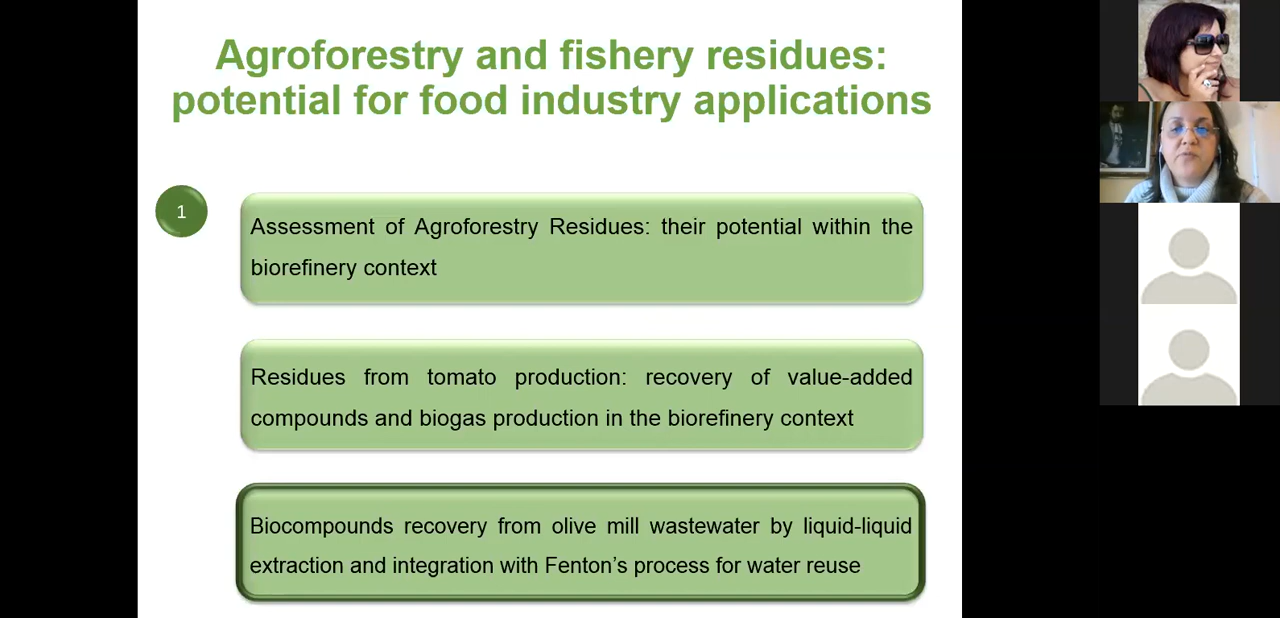 Agroforestry and fishery residues:
potential for food industry applications
1
Assessment of Agroforestry Residues: their potential within the
biorefinery context
Residues from tomato production: recovery of value-added
compounds and biogas production in the biorefinery context
Biocompounds recovery from olive mill wastewater by liquid-liquid
extraction and integration with Fenton’s process for water reuse